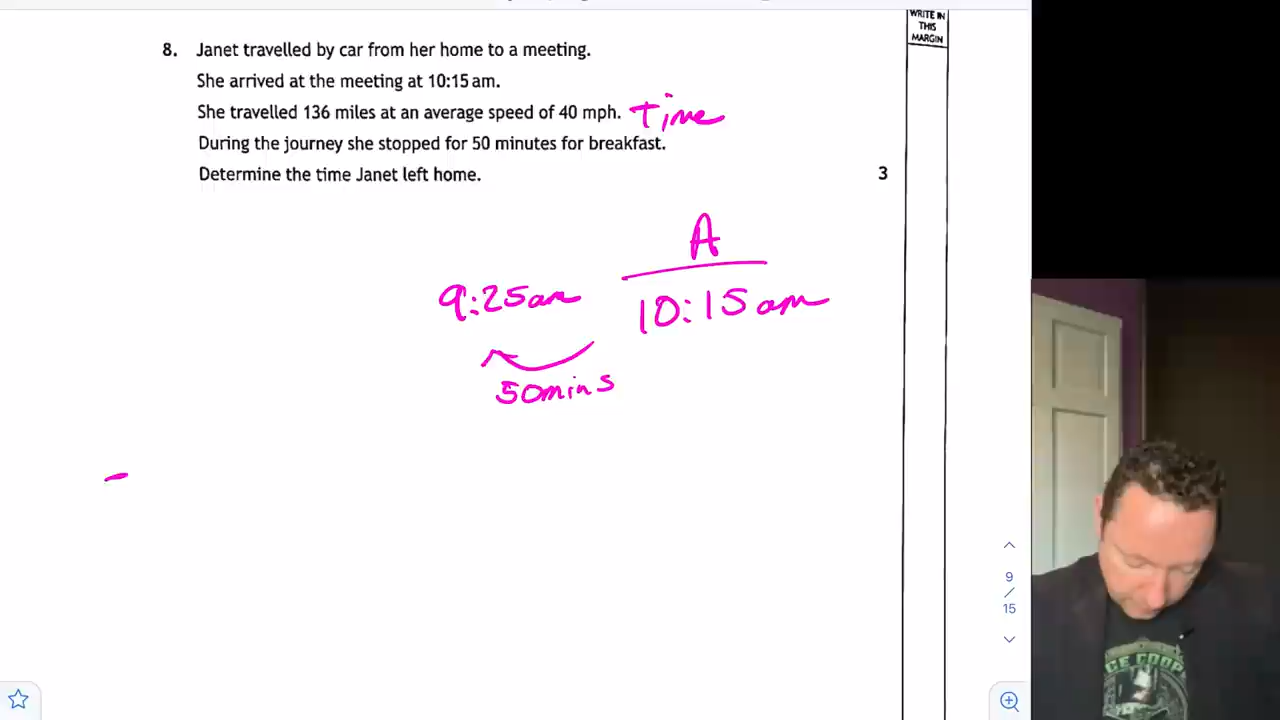 WRITE IN
THIS
MARGIN
8. Janet travelled by car from her home to a meeting.
She arrived at the meeting at 10:15 am.
She travelled 136 miles at an average speed of 40 mph. Time
During the journey she stopped for 50 minutes for breakfast.
Determine the time Janet left home. 3
A
9:25am 10:15am
50mins
9
/
15